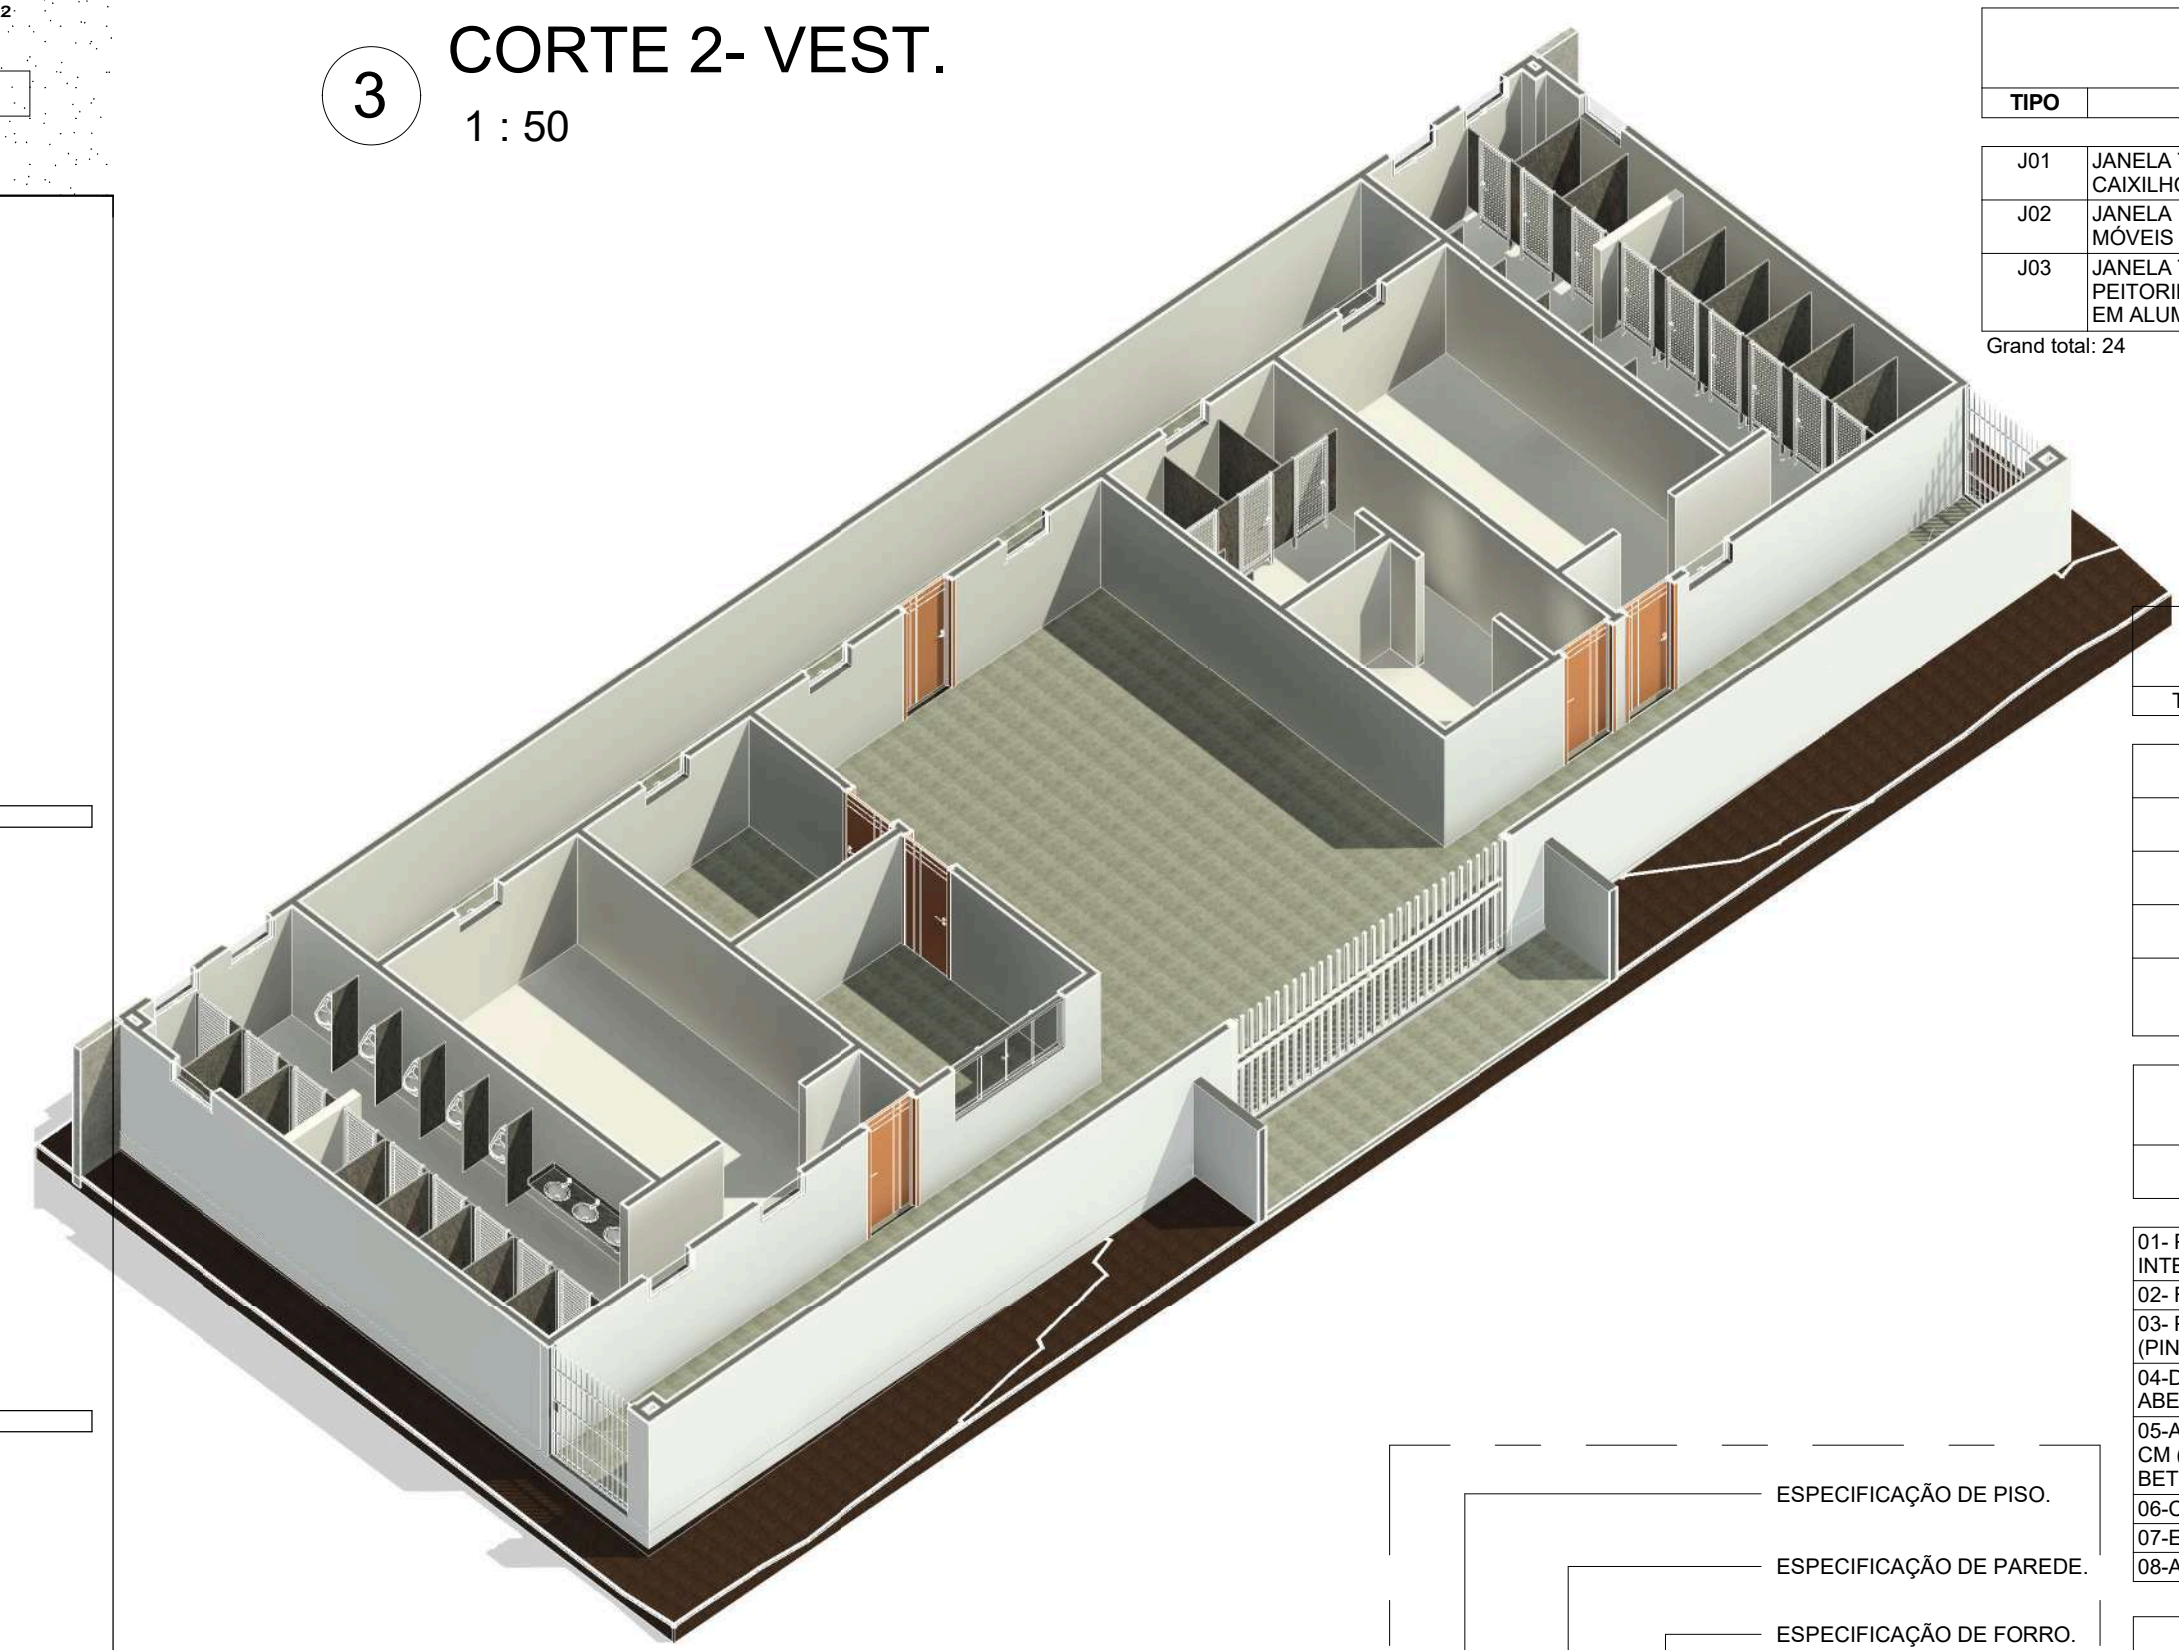 2
3
CORTE 2- VEST.
1 : 50
TIPO
J01
JANELA
CAIXILHO
J02
JANELA
MÓVEIS
J03
JANELA
PEITORI
EM ALUM
Grand total: 24
T
01-
INTE
02-
03-
(PIN
04-D
ABE
05-A
CM
BET
06-C
07-E
08-A
ESPECIFICAÇÃO DE PISO.
ESPECIFICAÇÃO DE PAREDE.
ESPECIFICAÇÃO DE FORRO.